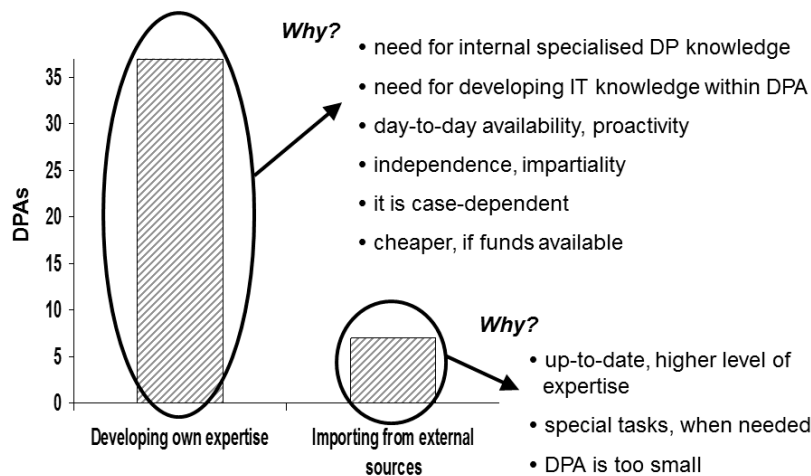 Why?
• need for internal specialised DP knowledge
• need for developing IT knowledge within DPA
• day-to-day availability, proactivity
• independence, impartiality
• it is case-dependent
• cheaper, if funds available
DPAs
35
30
25
20
15
10
5
0
Developing own expertise
Importing from external
sources
Why?
• up-to-date, higher level of
expertise
• special tasks, when needed
• DPA is too small